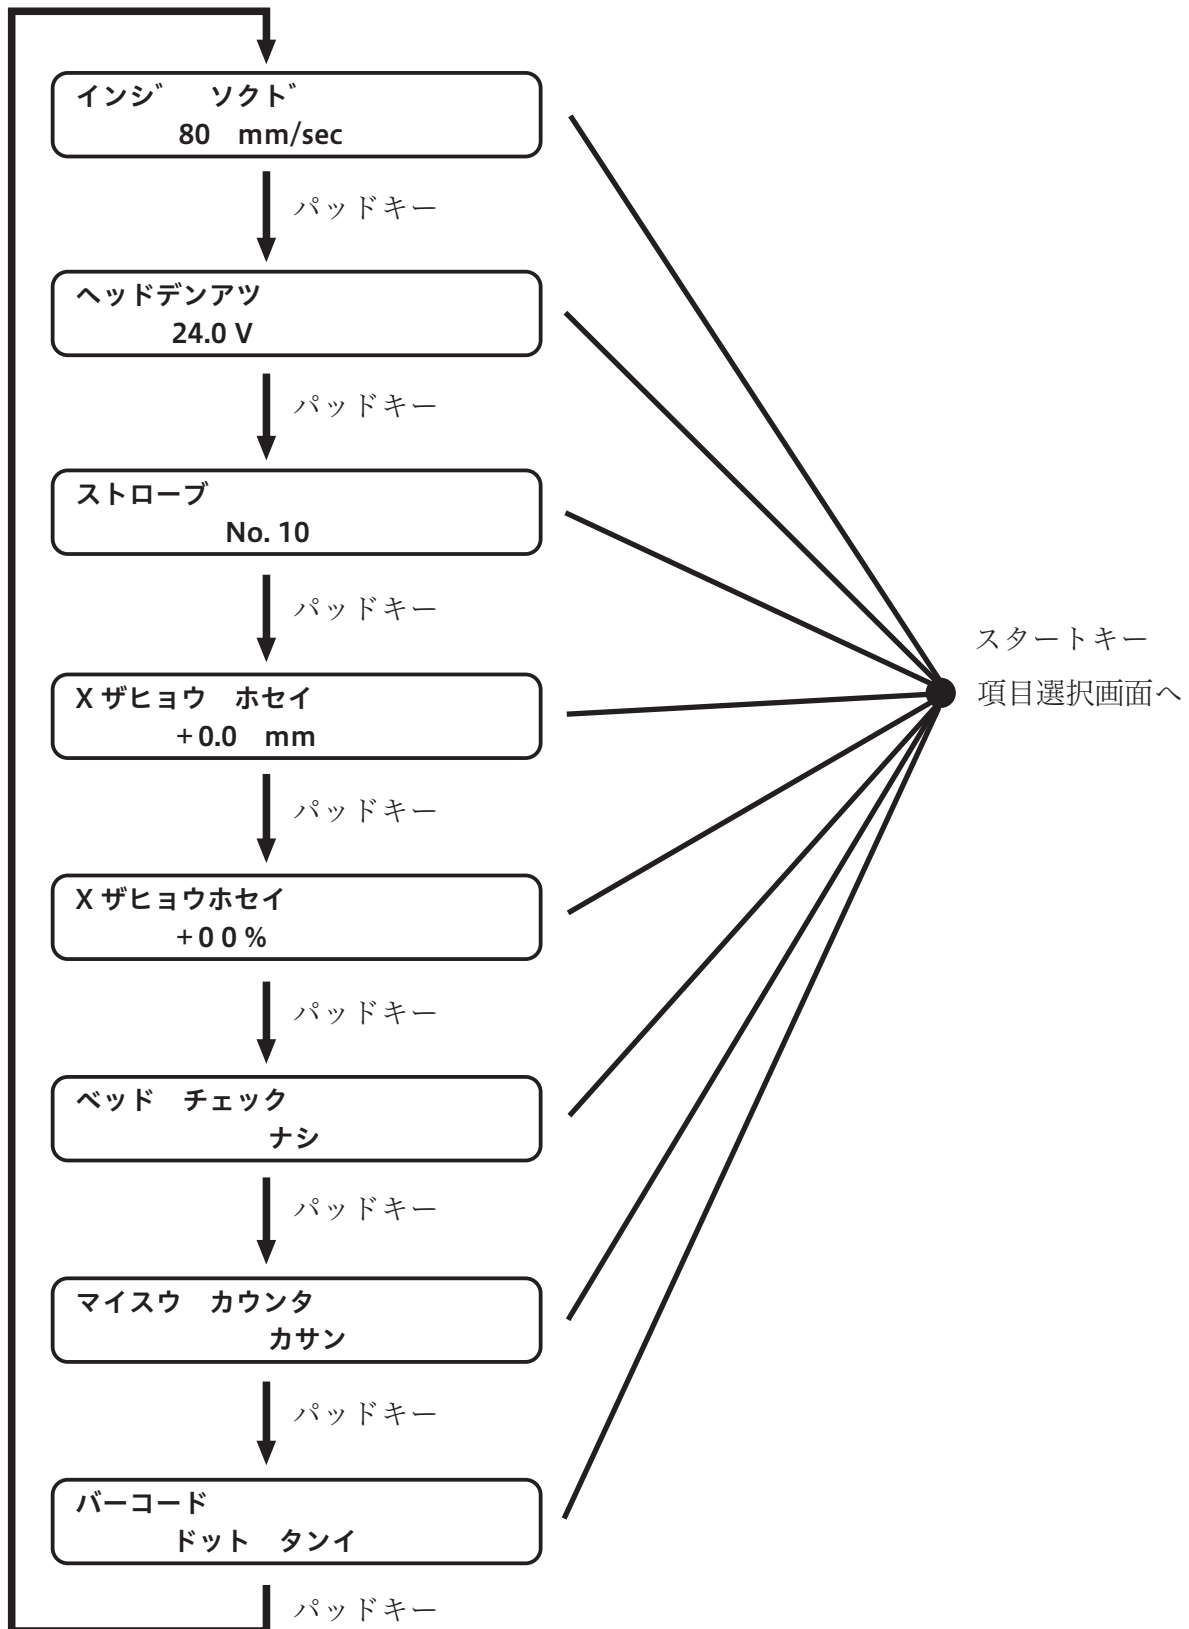 インシ゛　ソクト゛
80　mm/sec
パッドキー
ヘッドデンアツ
24.0 V
パッドキー
ストローブ
No. 10
パッドキー
X ザヒョウ　ホセイ
+0.0　mm
パッドキー
X ザヒョウホセイ
+0 0 %
パッドキー
ベッド　チェック
ナシ
パッドキー
マイスウ　カウンタ
カサン
パッドキー
バーコード
ドット　タンイ
パッドキー
スタートキー
項目選択画面へ